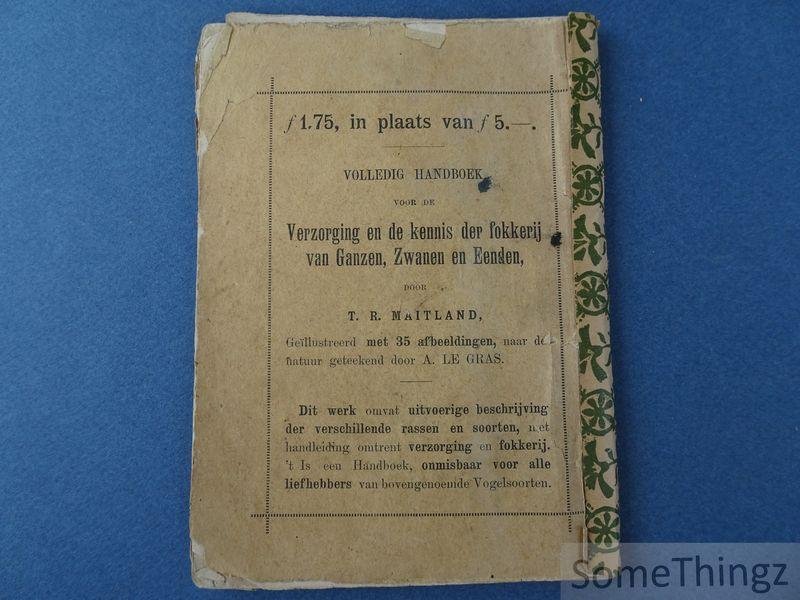 f 1.75, in plaats van f 5.—.
VOLLEDIG HANDBOEK
VOOR DE
Verzorging en de kennis der fokkerij
van Ganzen, Zwanen en Eenden,
DOOR
T. R. MAITLAND,
Geïllustreerd met 35 afbeeldingen, naar de
natuur geteekend door A. LE GRAS.
Dit werk omvat uitvoerige beschrijving
der verschillende rassen en soorten, met
handleiding omtrent verzorging en fokkerij.
't Is een Handboek, onmisbaar voor alle
liefhebbers van bovengenoemde Vogelsoorten.
SomeThingz